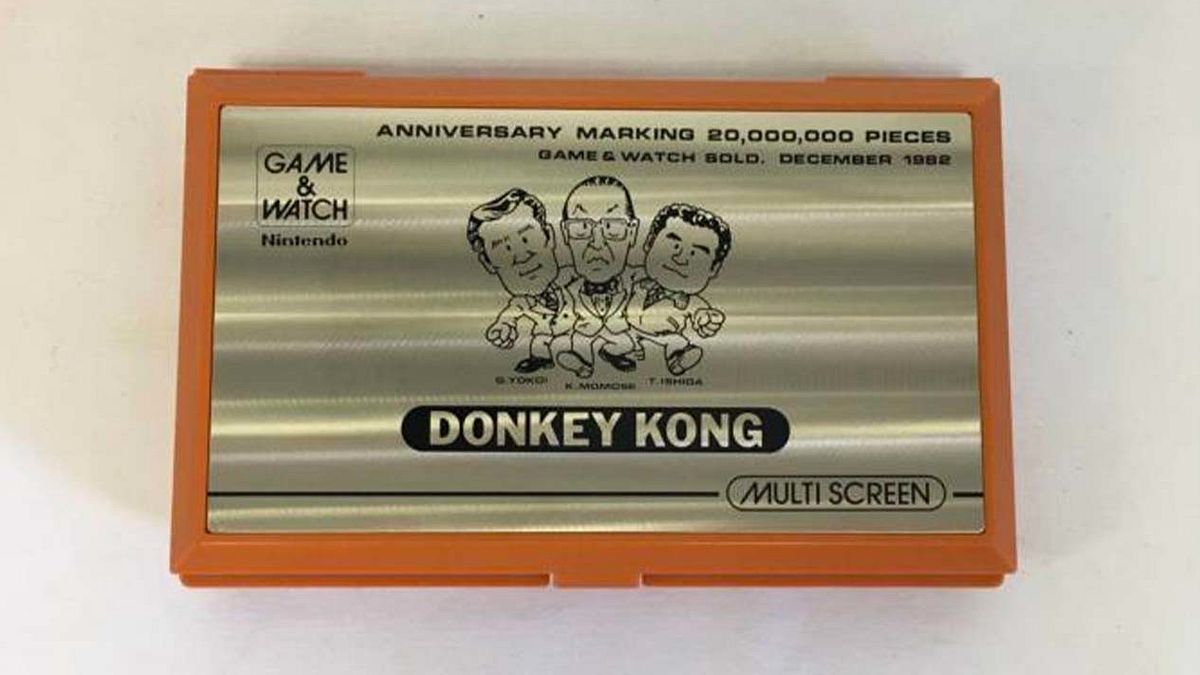 ANNIVERSARY MARKING 20,000,000 PIECES
GAME & WATCH SOLD. DECEMBER 1982
GAME
&
WATCH
Nintendo
G.YOKOI K.MOMOSE T.ISHIDA
DONKEY KONG
MULTI SCREEN